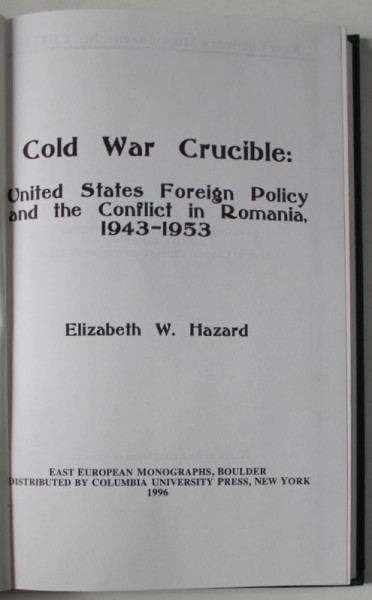 Cold War Crucible:
United States Foreign Policy
and the Conflict in Romania,
1943-1953
Elizabeth W. Hazard
EAST EUROPEAN MONOGRAPHS, BOULDER
DISTRIBUTED BY COLUMBIA UNIVERSITY PRESS, NEW YORK
1996